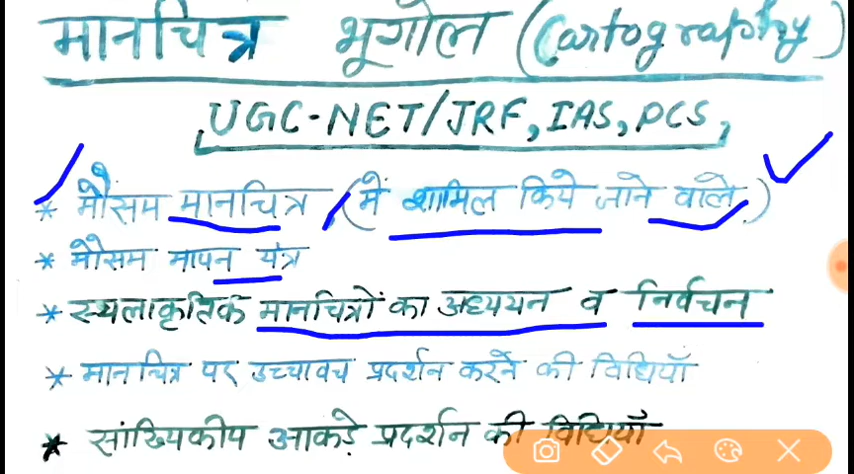 मानचित्र भूगोल (Cartography)
UGC-NET/JRF, IAS, PCS,
* मौसम मानचित्र (में शामिल किये जाने वाले)
* मौसम मापन यंत्र
* स्थलाकृतिक मानचित्रों का अध्ययन व निर्वचन
* मानचित्र पर उच्चावच प्रदर्शन करने की विधियाँ
* सांख्यिकीय आकड़े प्रदर्शन की विधियाँ